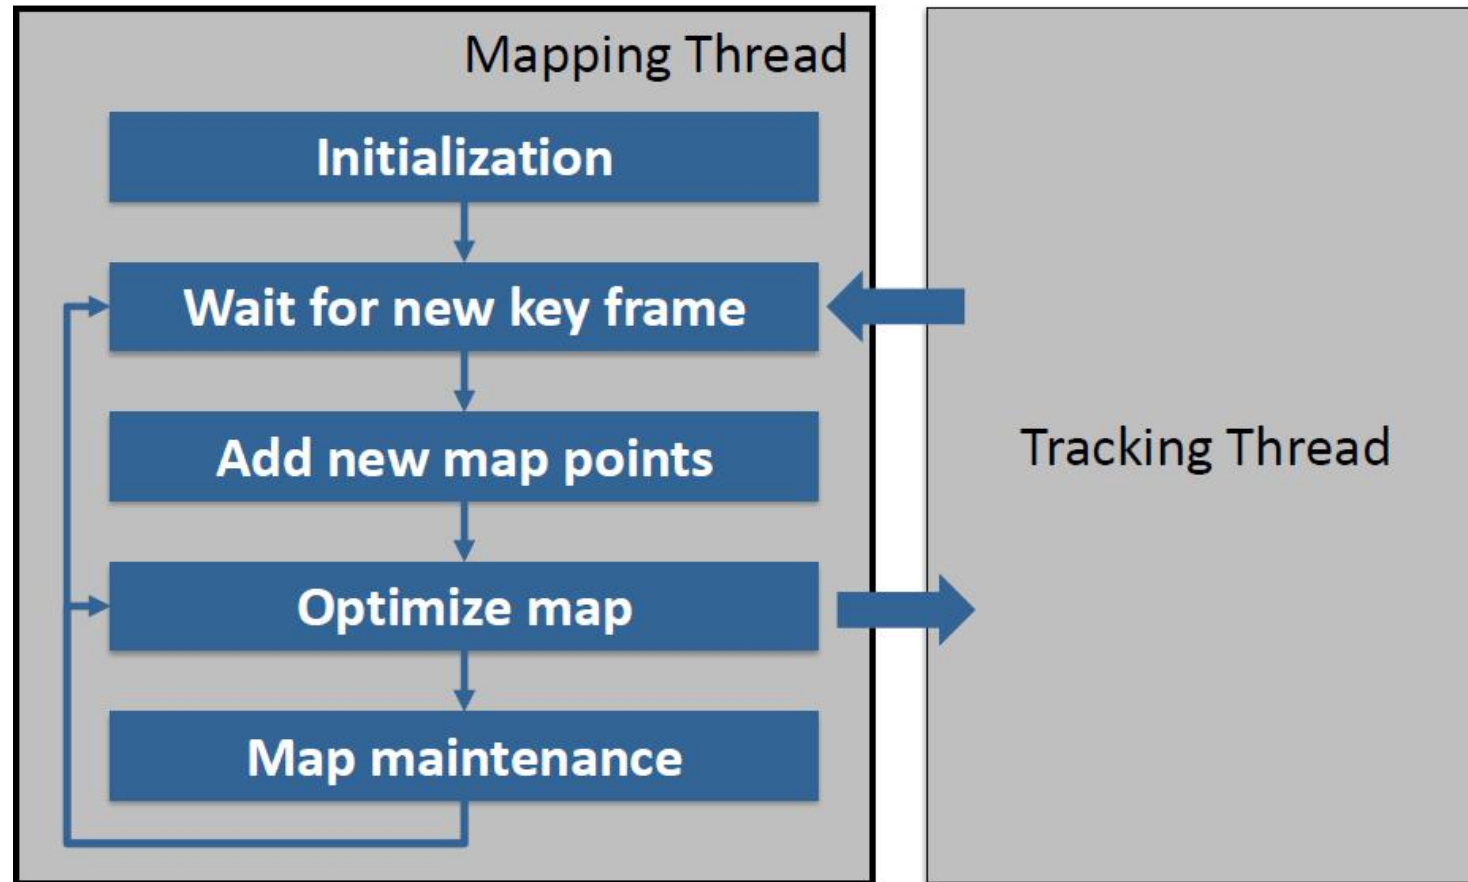 Mapping Thread
Initialization
Wait for new key frame
Add new map points
Optimize map
Map maintenance
Tracking Thread